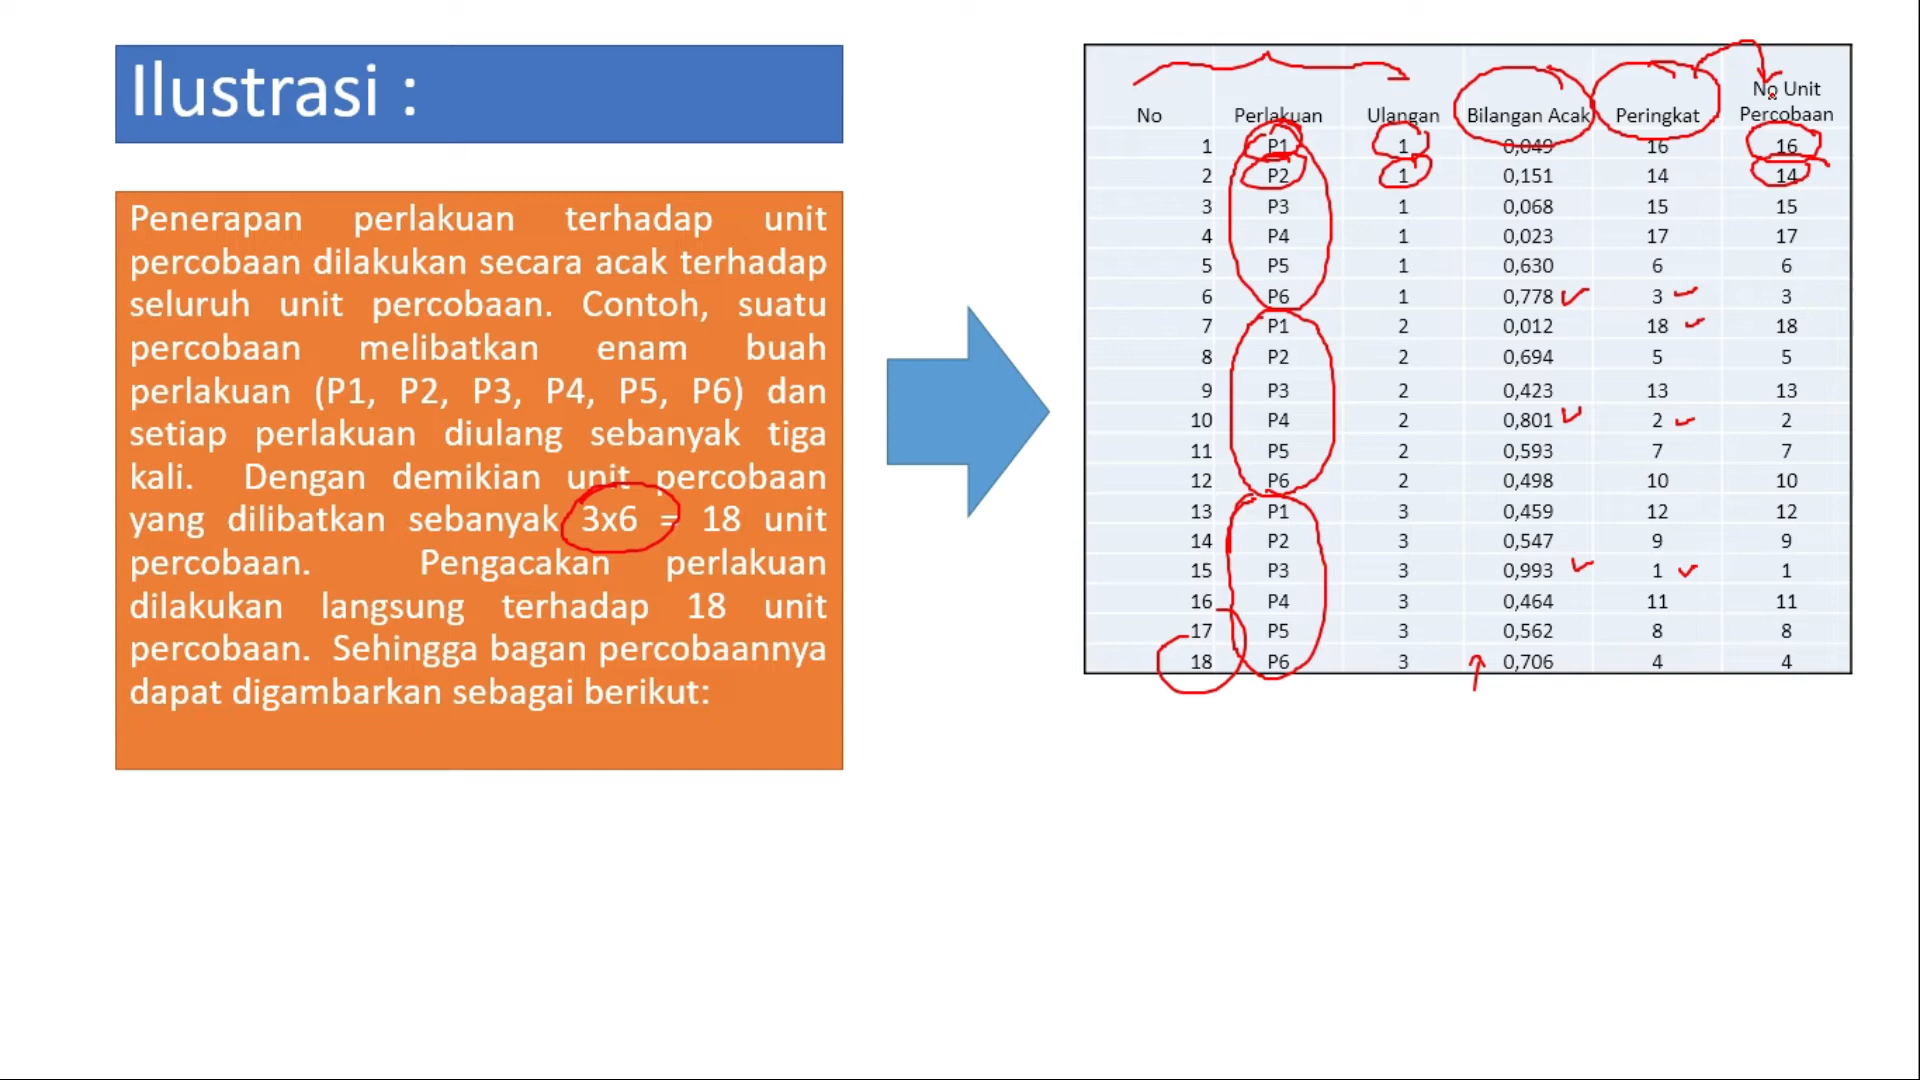 Ilustrasi :
Penerapan perlakuan terhadap unit
percobaan dilakukan secara acak terhadap
seluruh unit percobaan. Contoh, suatu
percobaan melibatkan enam buah
perlakuan (P1, P2, P3, P4, P5, P6) dan
setiap perlakuan diulang sebanyak tiga
kali. Dengan demikian unit percobaan
yang dilibatkan sebanyak 3x6 = 18 unit
percobaan. Pengacakan perlakuan
dilakukan langsung terhadap 18 unit
percobaan. Sehingga bagan percobaannya
dapat digambarkan sebagai berikut:
No Perlakuan Ulangan Bilangan Acak Peringkat No Unit
Percobaan
1 P1 1 0,049 16 16
2 P2 1 0,151 14 14
3 P3 1 0,068 15 15
4 P4 1 0,023 17 17
5 P5 1 0,630 6 6
6 P6 1 0,778 3 3
7 P1 2 0,012 18 18
8 P2 2 0,694 5 5
9 P3 2 0,423 13 13
10 P4 2 0,801 2 2
11 P5 2 0,593 7 7
12 P6 2 0,498 10 10
13 P1 3 0,459 12 12
14 P2 3 0,547 9 9
15 P3 3 0,993 1 1
16 P4 3 0,464 11 11
17 P5 3 0,562 8 8
18 P6 3 0,706 4 4